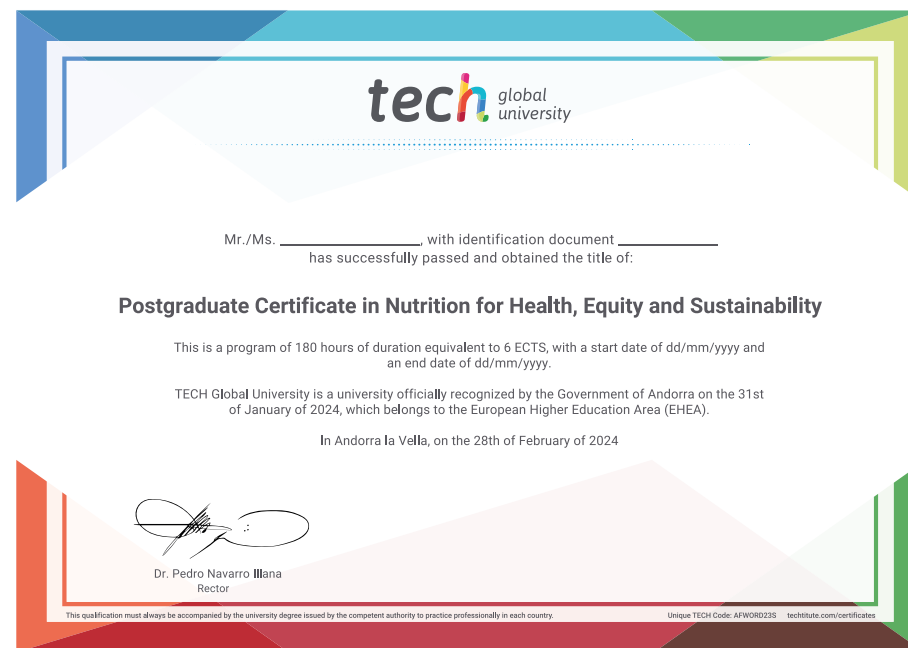 tech global university
Mr./Ms. ______________, with identification document __________
has successfully passed and obtained the title of:
Postgraduate Certificate in Nutrition for Health, Equity and Sustainability
This is a program of 180 hours of duration equivalent to 6 ECTS, with a start date of dd/mm/yyyy and
an end date of dd/mm/yyyy.
TECH Global University is a university officially recognized by the Government of Andorra on the 31st
of January of 2024, which belongs to the European Higher Education Area (EHEA).
In Andorra la Vella, on the 28th of February of 2024
Dr. Pedro Navarro Illana
Rector
This qualification must always be accompanied by the university degree issued by the competent authority to practice professionally in each country. Unique TECH Code: AFWORD23S techtitute.com/certificates